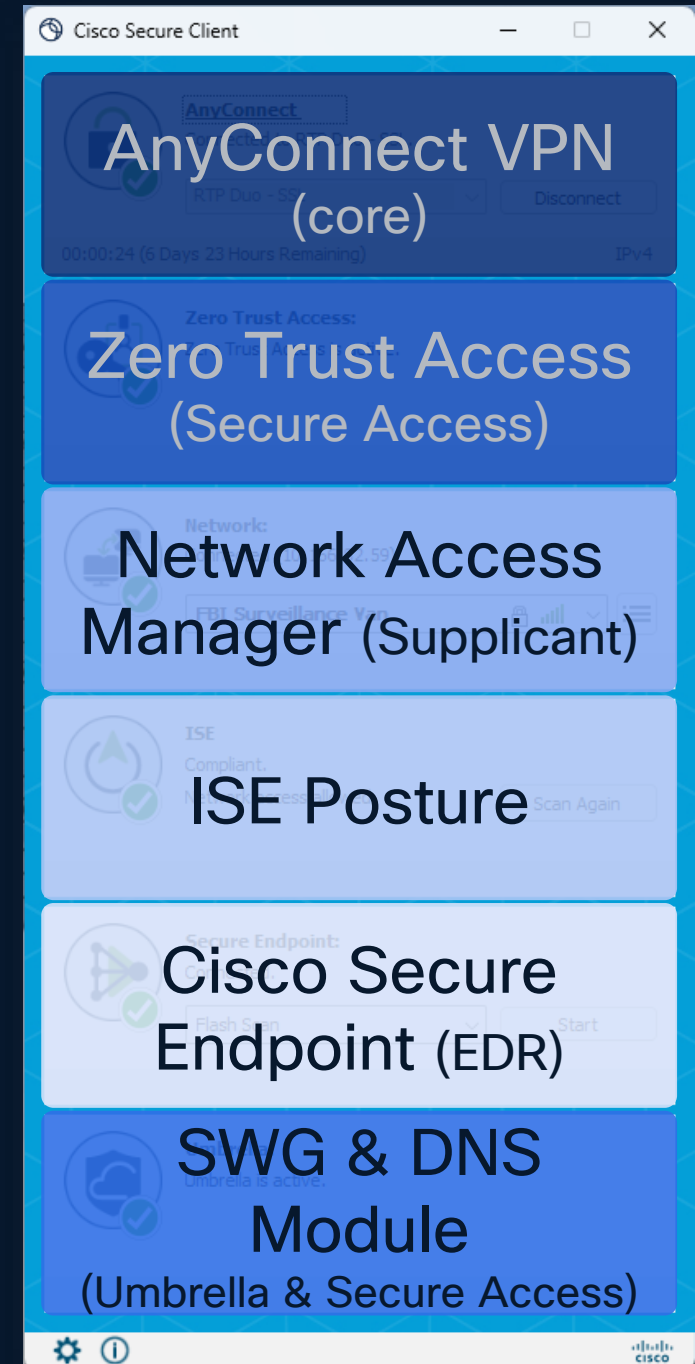 Cisco Secure Client
AnyConnect
AnyConnect VPN
RTP Duo - SSL
Disconnect
(core)
00:00:24 (6 Days 23 Hours Remaining)
IPv4
Zero Trust Access:
Zero Trust Access
(Secure Access)
Network:
Network Access
FBI Surveillance Van
Manager (Supplicant)
ISE
Compliant.
ISE Posture
Scan Again
Secure Endpoint:
Cisco Secure
Flash Scan
Start
Endpoint (EDR)
SWG & DNS
Umbrella is active.
Module
(Umbrella & Secure Access)
CISCO